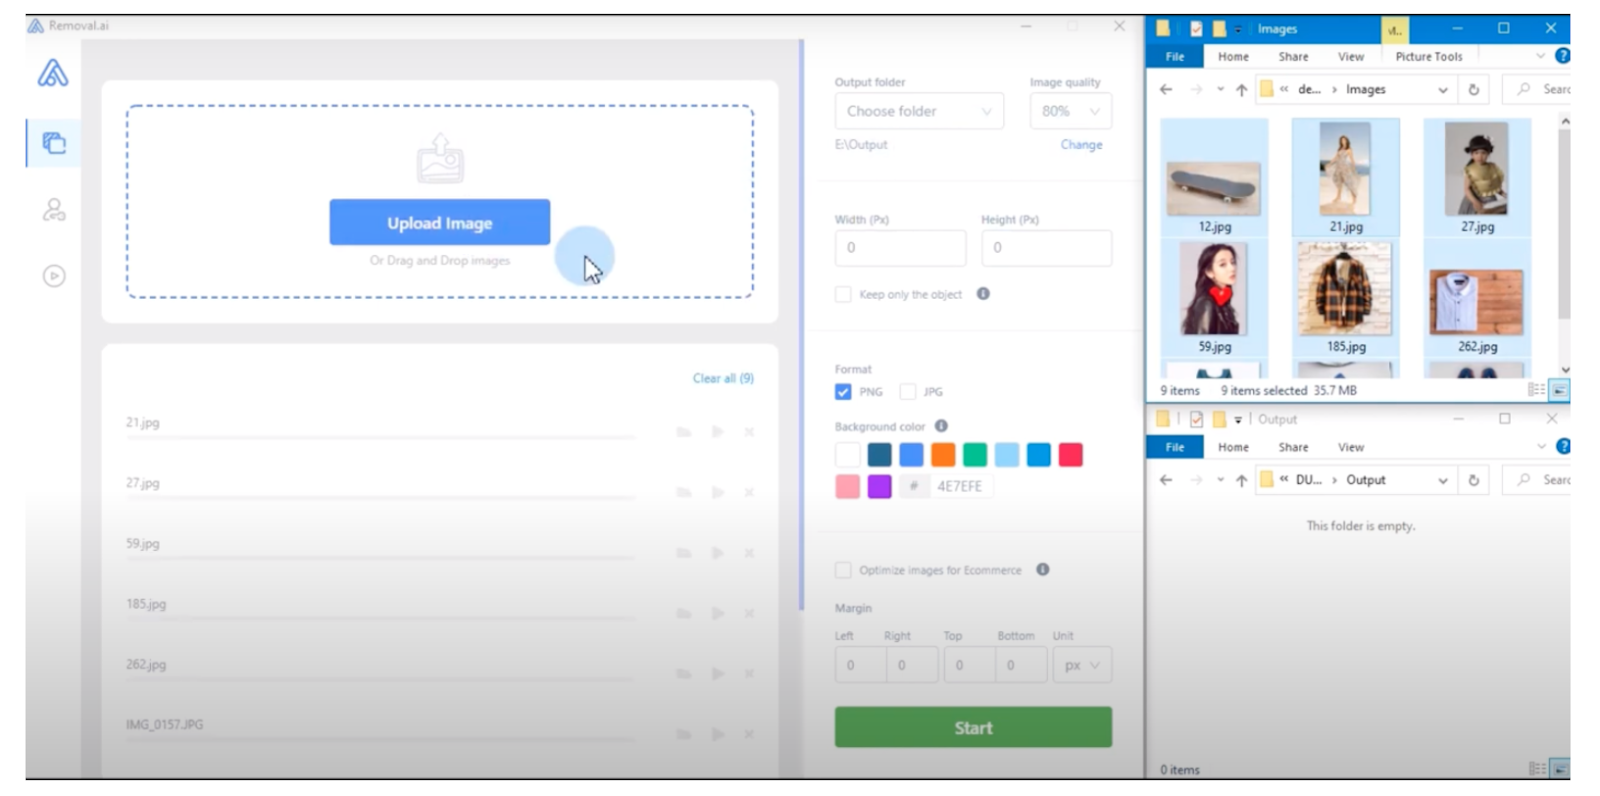 Removal.ai
Upload Image
Or Drag and Drop images
Clear all (9)
21.jpg
27.jpg
59.jpg
185.jpg
262.jpg
IMG_0157.JPG
Output folder
Image quality
Choose folder
80%
E:\Output
Change
Width (Px)
Height (Px)
0
0
Keep only the object
Format
PNG
JPG
Background color
# 4E7EFE
Optimize images for Ecommerce
Margin
Left Right Top Bottom Unit
0 0 0 0 px
Start
Images
File Home Share View Picture Tools
« de... › Images
Searc
12.jpg 21.jpg 27.jpg
59.jpg 185.jpg 262.jpg
9 items 9 items selected 35.7 MB
Output
File Home Share View
« DU... › Output
Searc
This folder is empty.
0 items